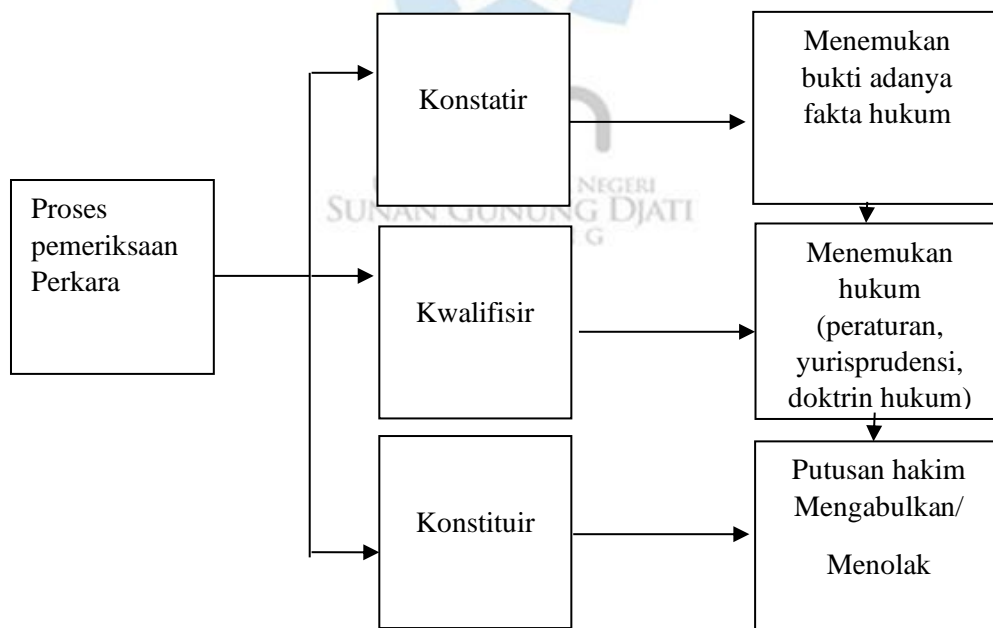 Proses
pemeriksaan
Perkara
Konstatir
Menemukan
bukti adanya
fakta hukum
Kwalifisir
Menemukan
hukum
(peraturan,
yurisprudensi,
doktrin hukum)
Konstituir
Putusan hakim
Mengabulkan/
Menolak
NEGERI
SUNAN GUNUNG DJATI